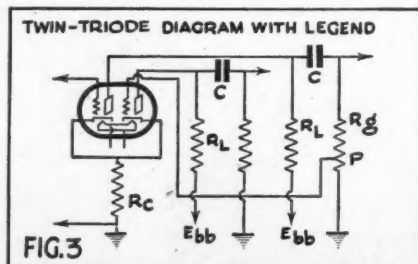 TWIN-TRIODE DIAGRAM WITH LEGEND
C
C
RL
RL
Rg
P
Rc
Ebb
Ebb
FIG.3